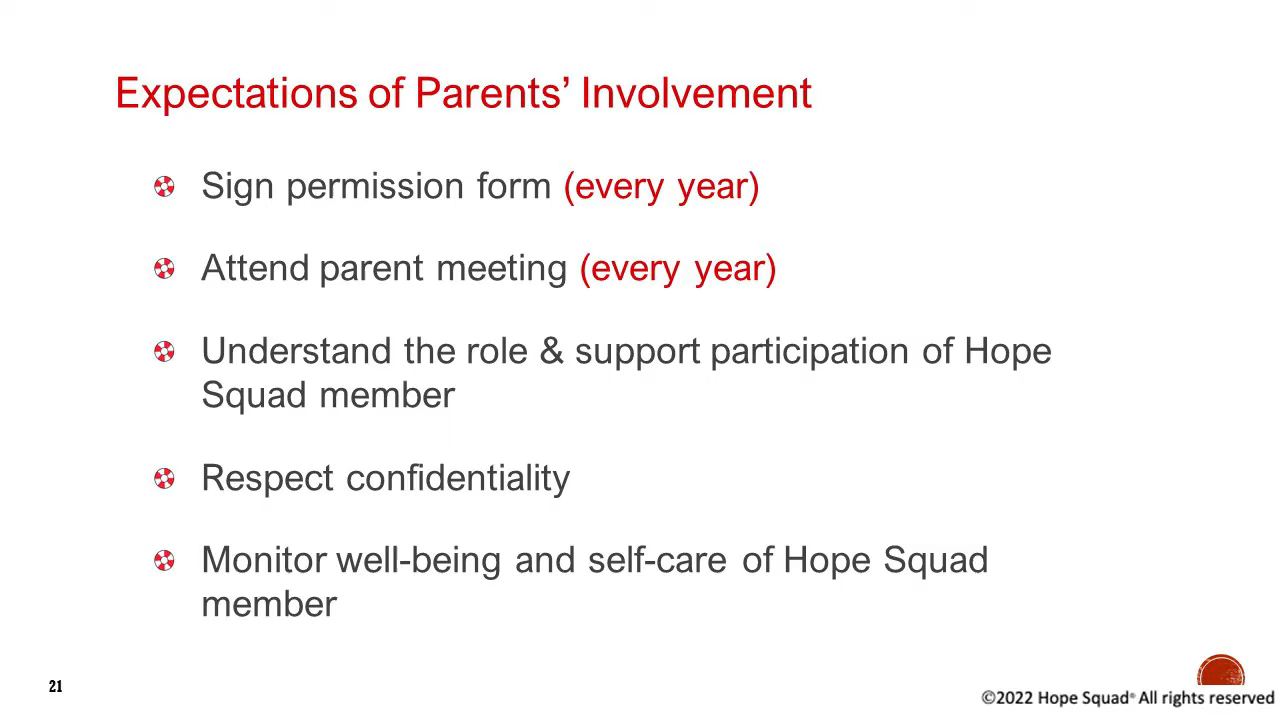 Expectations of Parents’ Involvement
Sign permission form (every year)
Attend parent meeting (every year)
Understand the role & support participation of Hope
Squad member
Respect confidentiality
Monitor well-being and self-care of Hope Squad
member
21
©2022 Hope Squad® All rights reserved